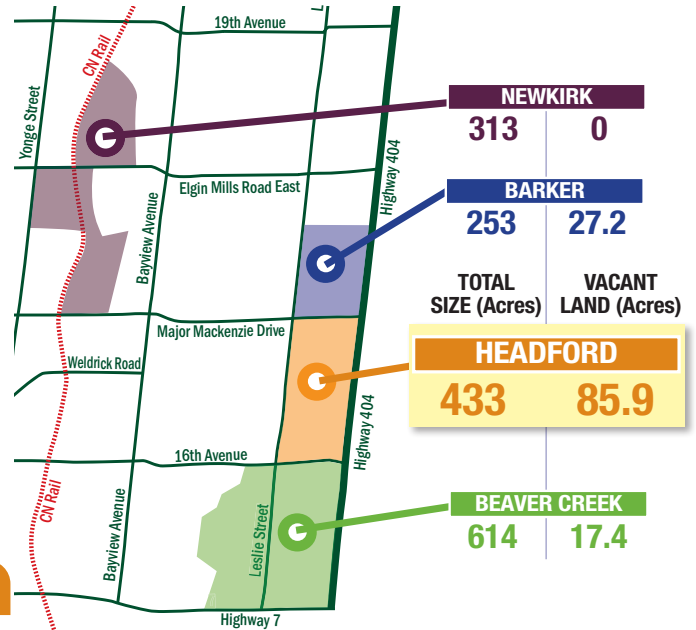 L
19th Avenue
CN Rail
Yonge Street
NEWKIRK
313 0
Highway 404
Elgin Mills Road East
Bayview Avenue
BARKER
253 27.2
TOTAL
SIZE (Acres)
VACANT
LAND (Acres)
Major Mackenzie Drive
HEADFORD
433 85.9
Weldrick Road
Highway 404
16th Avenue
CN Rail
Bayview Avenue
Leslie Street
BEAVER CREEK
614 17.4
Highway 7